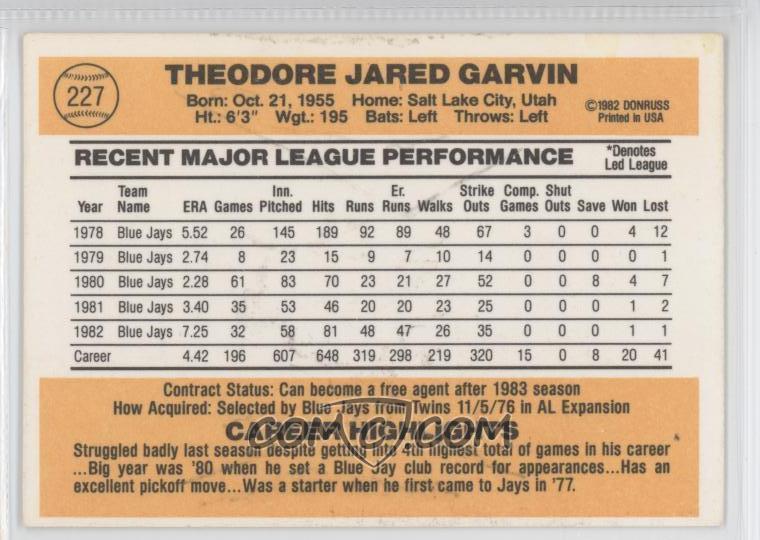 227
THEODORE JARED GARVIN
Born: Oct. 21, 1955 Home: Salt Lake City, Utah
Ht.: 6'3" Wgt.: 195 Bats: Left Throws: Left
©1982 DONRUSS
Printed in USA
RECENT MAJOR LEAGUE PERFORMANCE
*Denotes
Led League
Year Team Name ERA Games Inn. Pitched Hits Runs Er. Runs Walks Strike Outs Comp. Games Shut Outs Save Won Lost
1978 Blue Jays 5.52 26 145 189 92 89 48 67 3 0 0 4 12
1979 Blue Jays 2.74 8 23 15 9 7 10 14 0 0 0 0 1
1980 Blue Jays 2.28 61 83 70 23 21 27 52 0 0 8 4 7
1981 Blue Jays 3.40 35 53 46 20 20 23 25 0 0 0 1 2
1982 Blue Jays 7.25 32 58 81 48 47 26 35 0 0 0 1 1
Career 4.42 196 607 648 319 298 219 320 15 0 8 20 41
Contract Status: Can become a free agent after 1983 season
How Acquired: Selected by Blue Jays from Twins 11/5/76 in AL Expansion
CAREER HIGHLIGHTS
Struggled badly last season despite getting into 4th highest total of games in his career
...Big year was '80 when he set a Blue Jay club record for appearances...Has an
excellent pickoff move...Was a starter when he first came to Jays in '77.